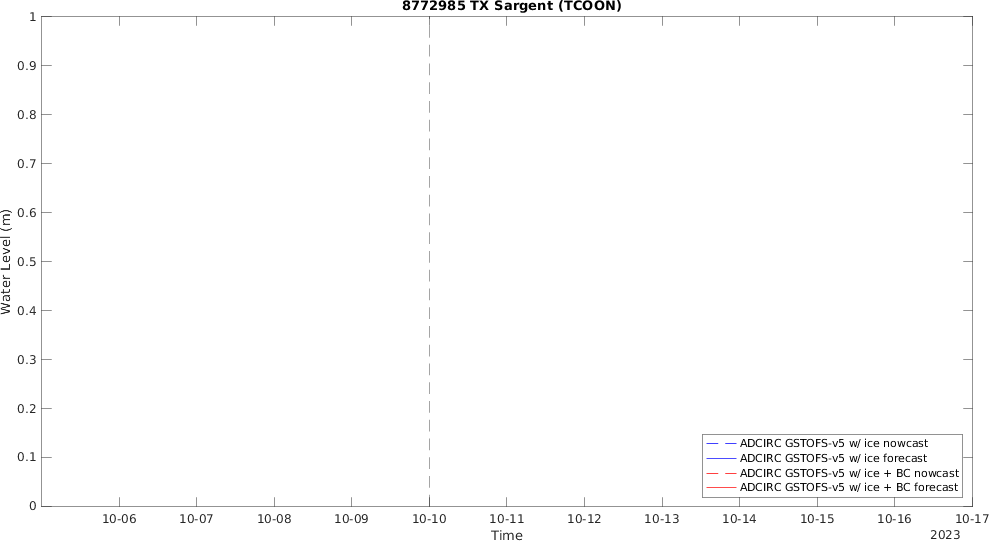 8772985 TX Sargent (TCOON)
1
0.9
0.8
0.7
0.6
0.5
0.4
0.3
0.2
0.1
0
Water Level (m)
ADCIRC GSTOFS-v5 w/ ice nowcast
ADCIRC GSTOFS-v5 w/ ice forecast
ADCIRC GSTOFS-v5 w/ ice + BC nowcast
ADCIRC GSTOFS-v5 w/ ice + BC forecast
10-06 10-07 10-08 10-09 10-10 10-11 10-12 10-13 10-14 10-15 10-16 10-17
Time
2023